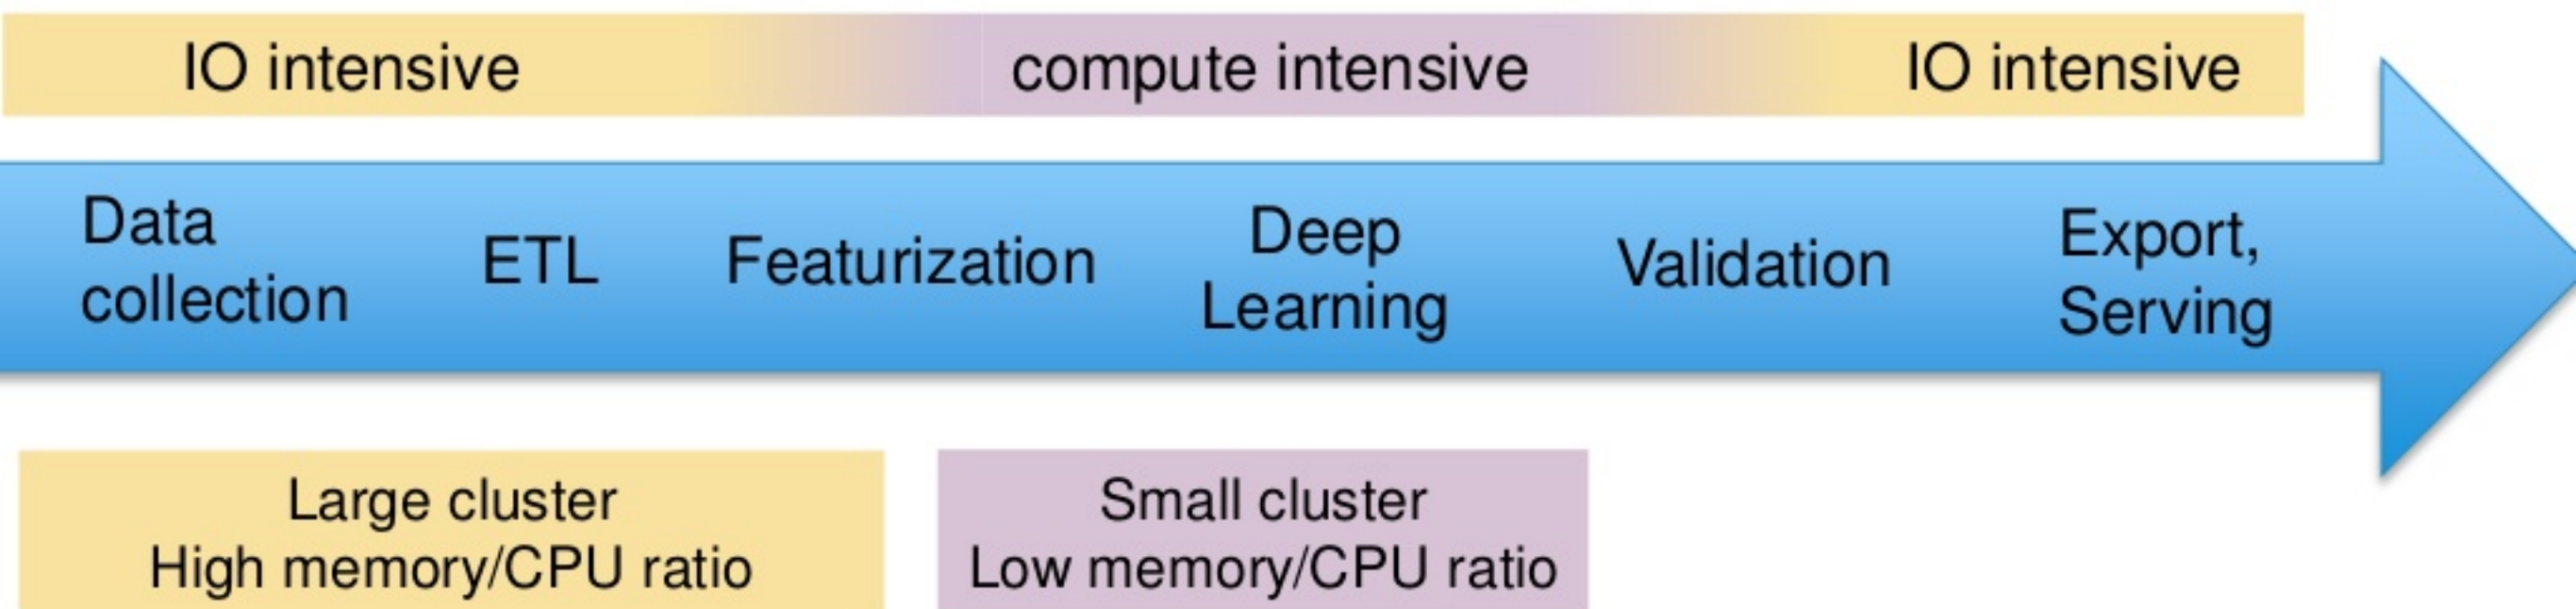 IO intensive
compute intensive
IO intensive
Data
collection
ETL
Featurization
Deep
Learning
Validation
Export,
Serving
Large cluster
High memory/CPU ratio
Small cluster
Low memory/CPU ratio